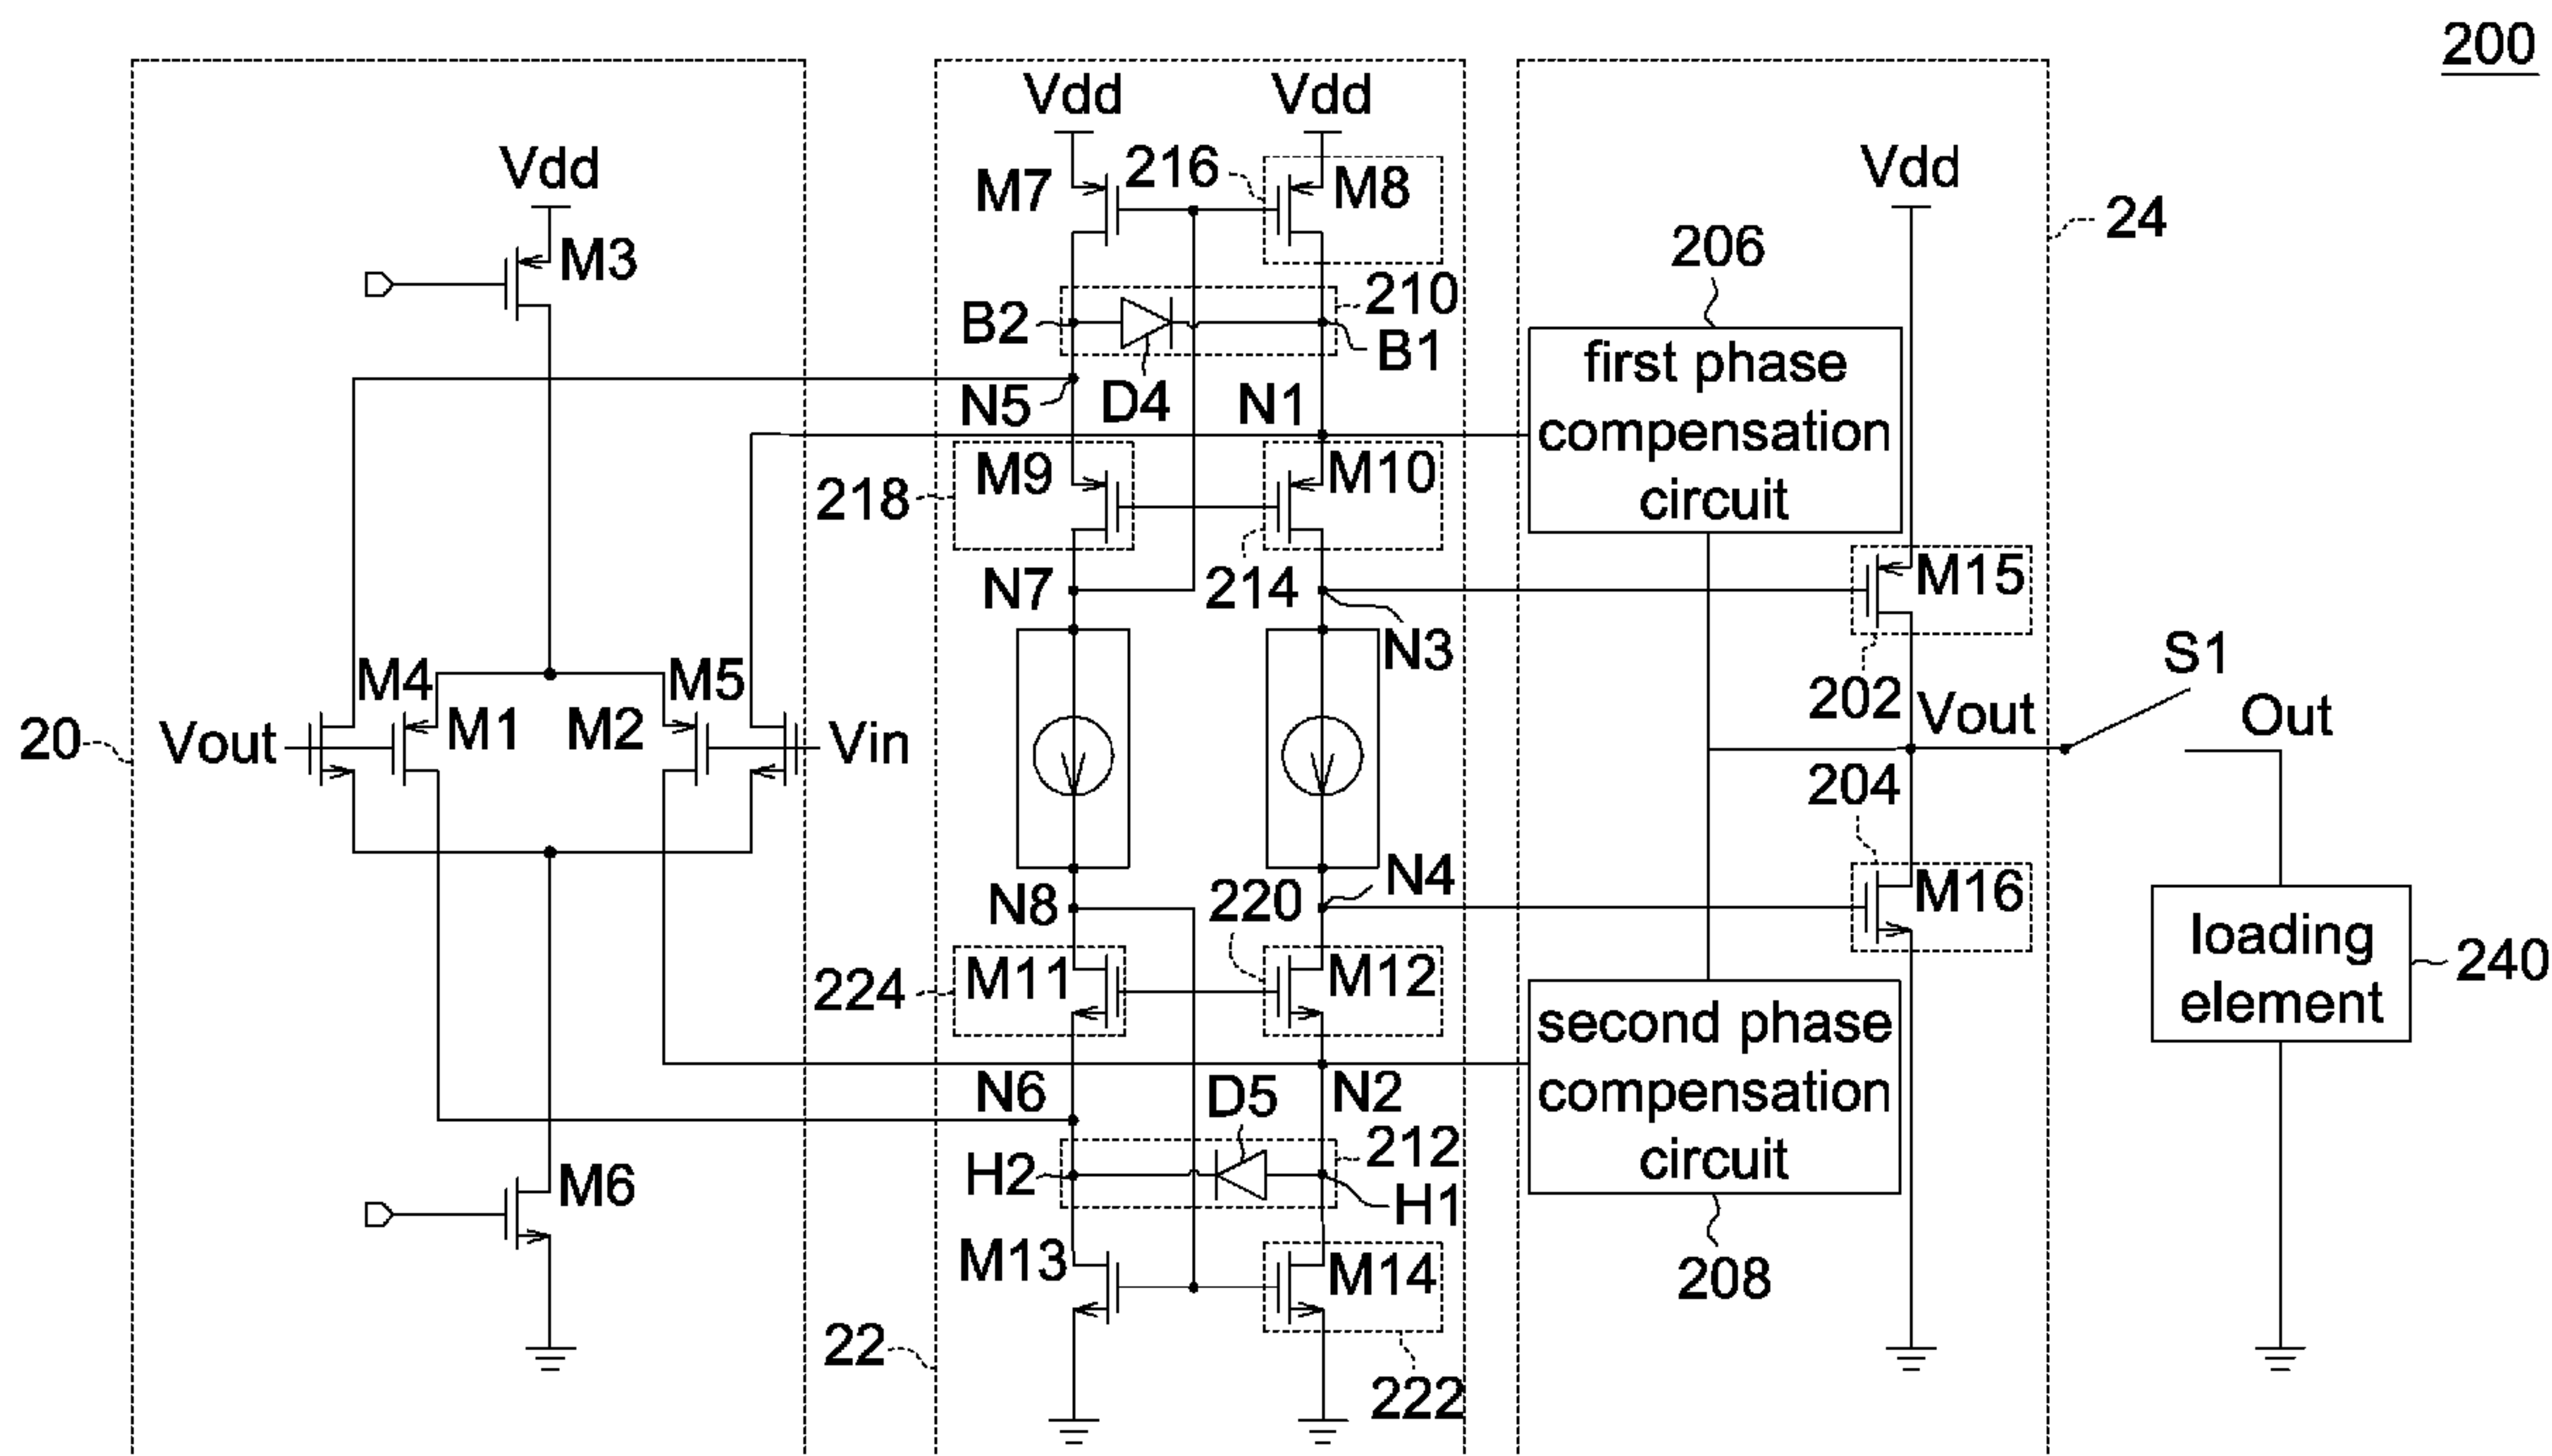 200
Vdd
Vdd
M7
216
M8
Vdd
Vdd
M3
24
206
210
B2
B1
D4
N5
N1
first phase
compensation
circuit
M9
M10
218
N7
214
M15
N3
202
S1
M4
M5
M1
M2
20
Vout
Vin
Vout
Out
204
N8
220
N4
M16
224
M11
M12
loading
element
240
second phase
compensation
circuit
N6
D5
N2
212
H2
H1
M6
M13
M14
208
22
222